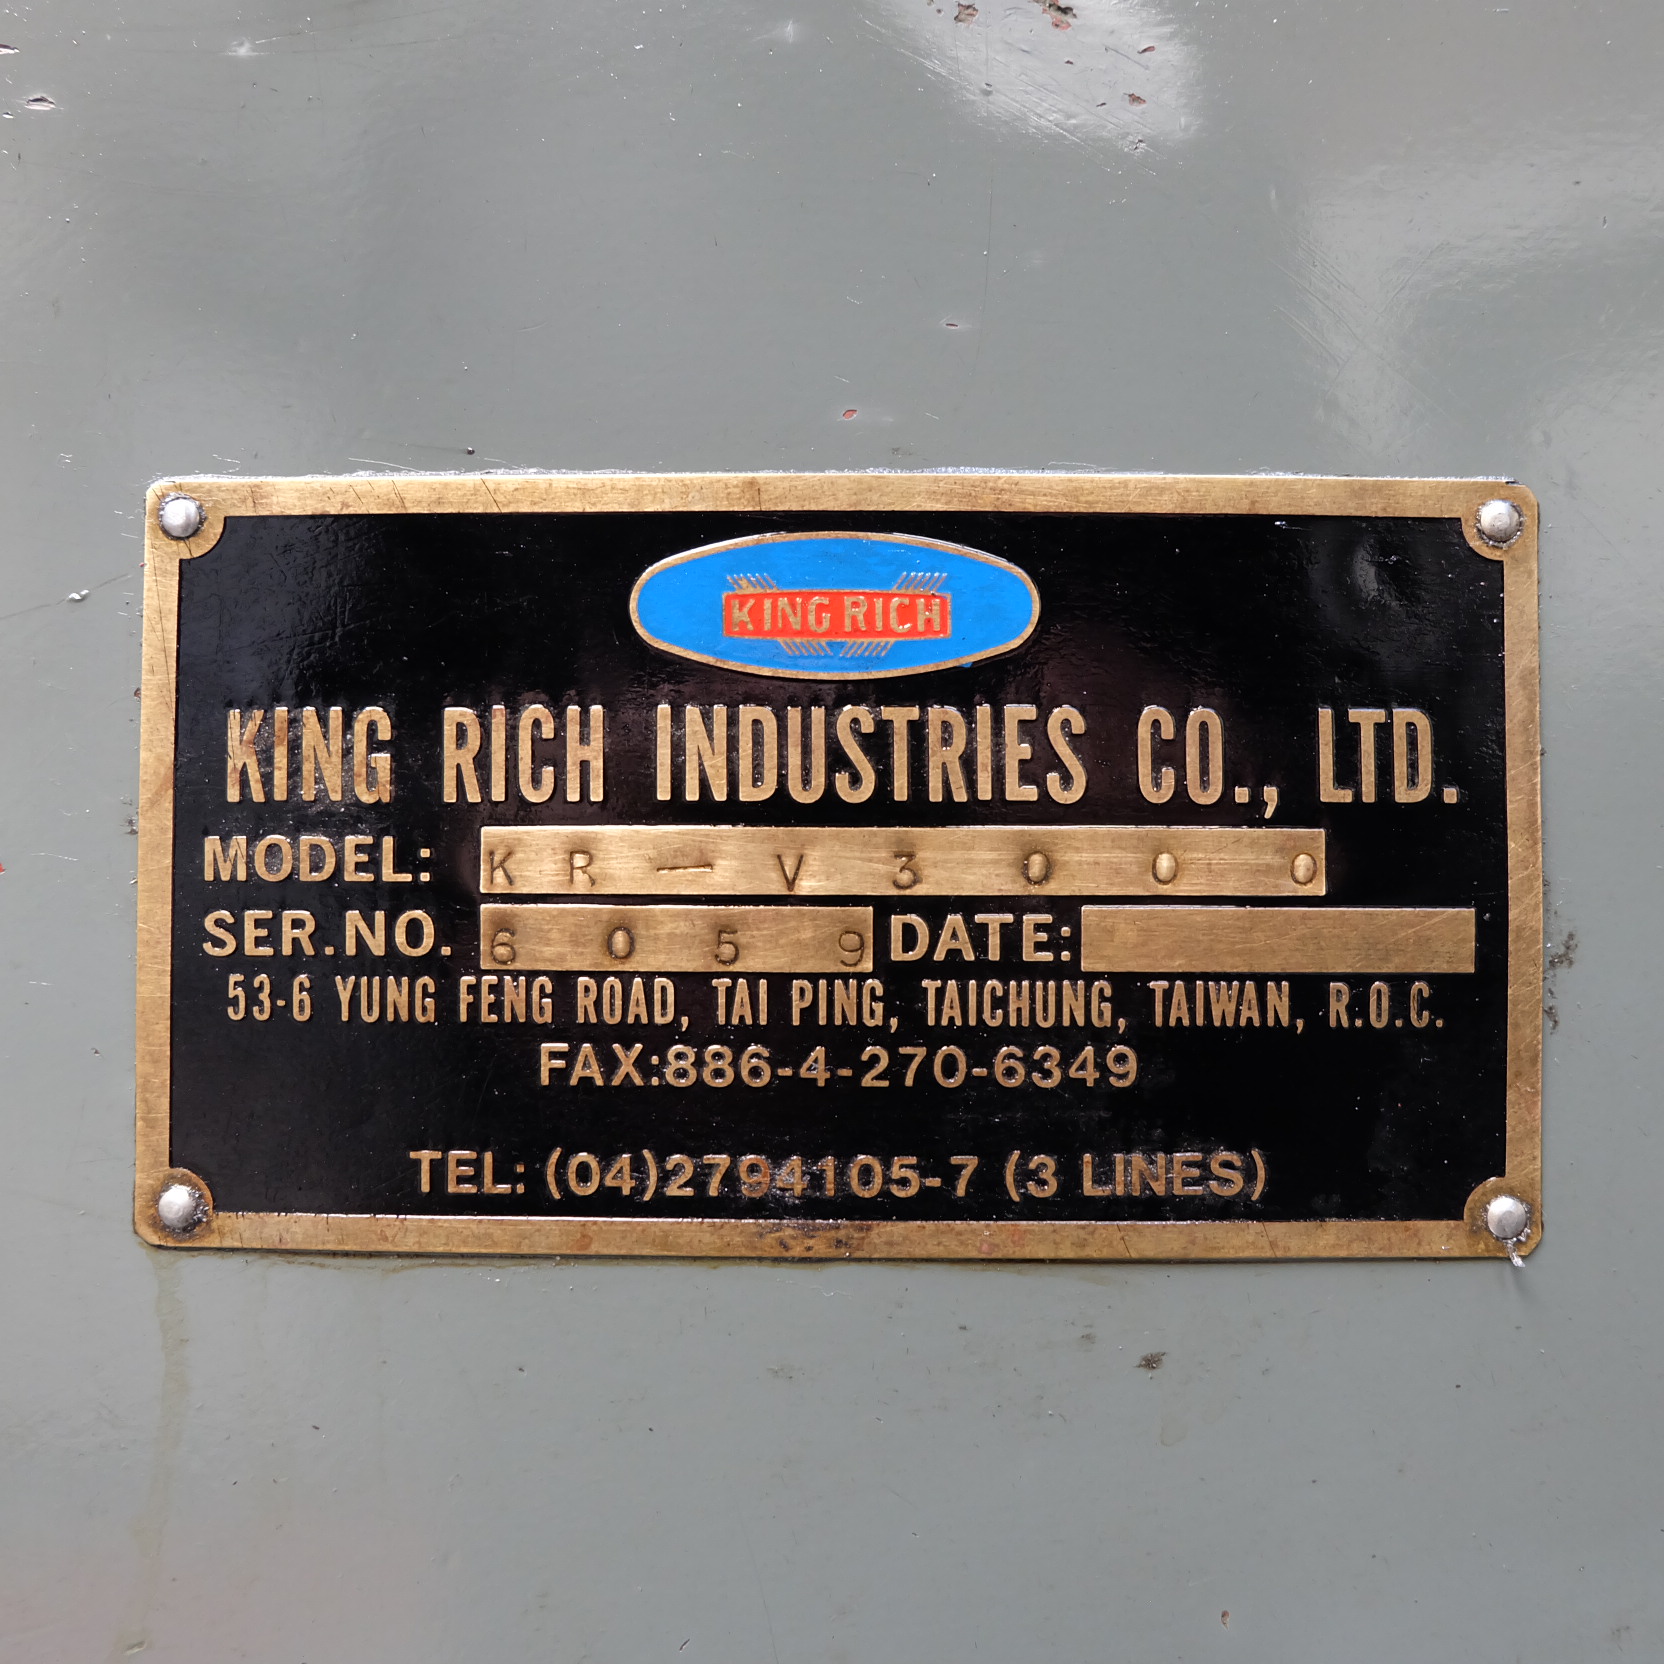 KING RICH
KING RICH INDUSTRIES CO., LTD.
MODEL: KR-V3000
SER.NO. 6059 DATE:
53-6 YUNG FENG ROAD, TAI PING, TAICHUNG, TAIWAN, R.O.C.
FAX:886-4-270-6349
TEL: (04)2794105-7 (3 LINES)